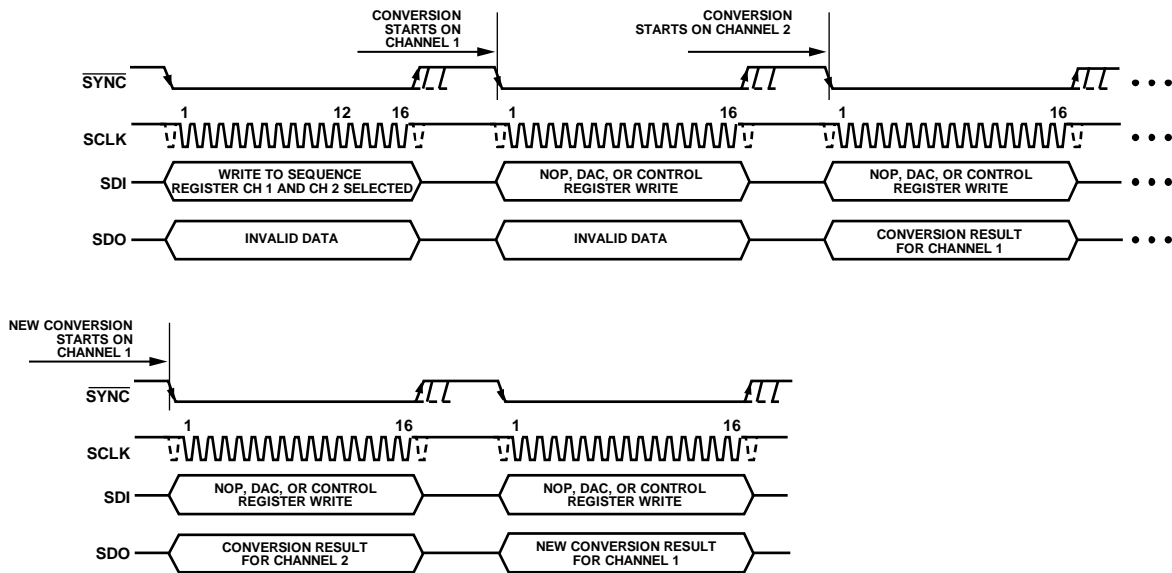 CONVERSION
STARTS ON
CHANNEL 1
CONVERSION
STARTS ON CHANNEL 2
SYNC
1
12
16
1
16
1
16
SCLK
SDI
WRITE TO SEQUENCE
REGISTER CH 1 AND CH 2 SELECTED
NOP, DAC, OR CONTROL
REGISTER WRITE
NOP, DAC, OR CONTROL
REGISTER WRITE
SDO
INVALID DATA
INVALID DATA
CONVERSION RESULT
FOR CHANNEL 1
NEW CONVERSION
STARTS ON
CHANNEL 1
SYNC
1
16
1
16
SCLK
SDI
NOP, DAC, OR CONTROL
REGISTER WRITE
NOP, DAC, OR CONTROL
REGISTER WRITE
SDO
CONVERSION RESULT
FOR CHANNEL 2
NEW CONVERSION RESULT
FOR CHANNEL 1